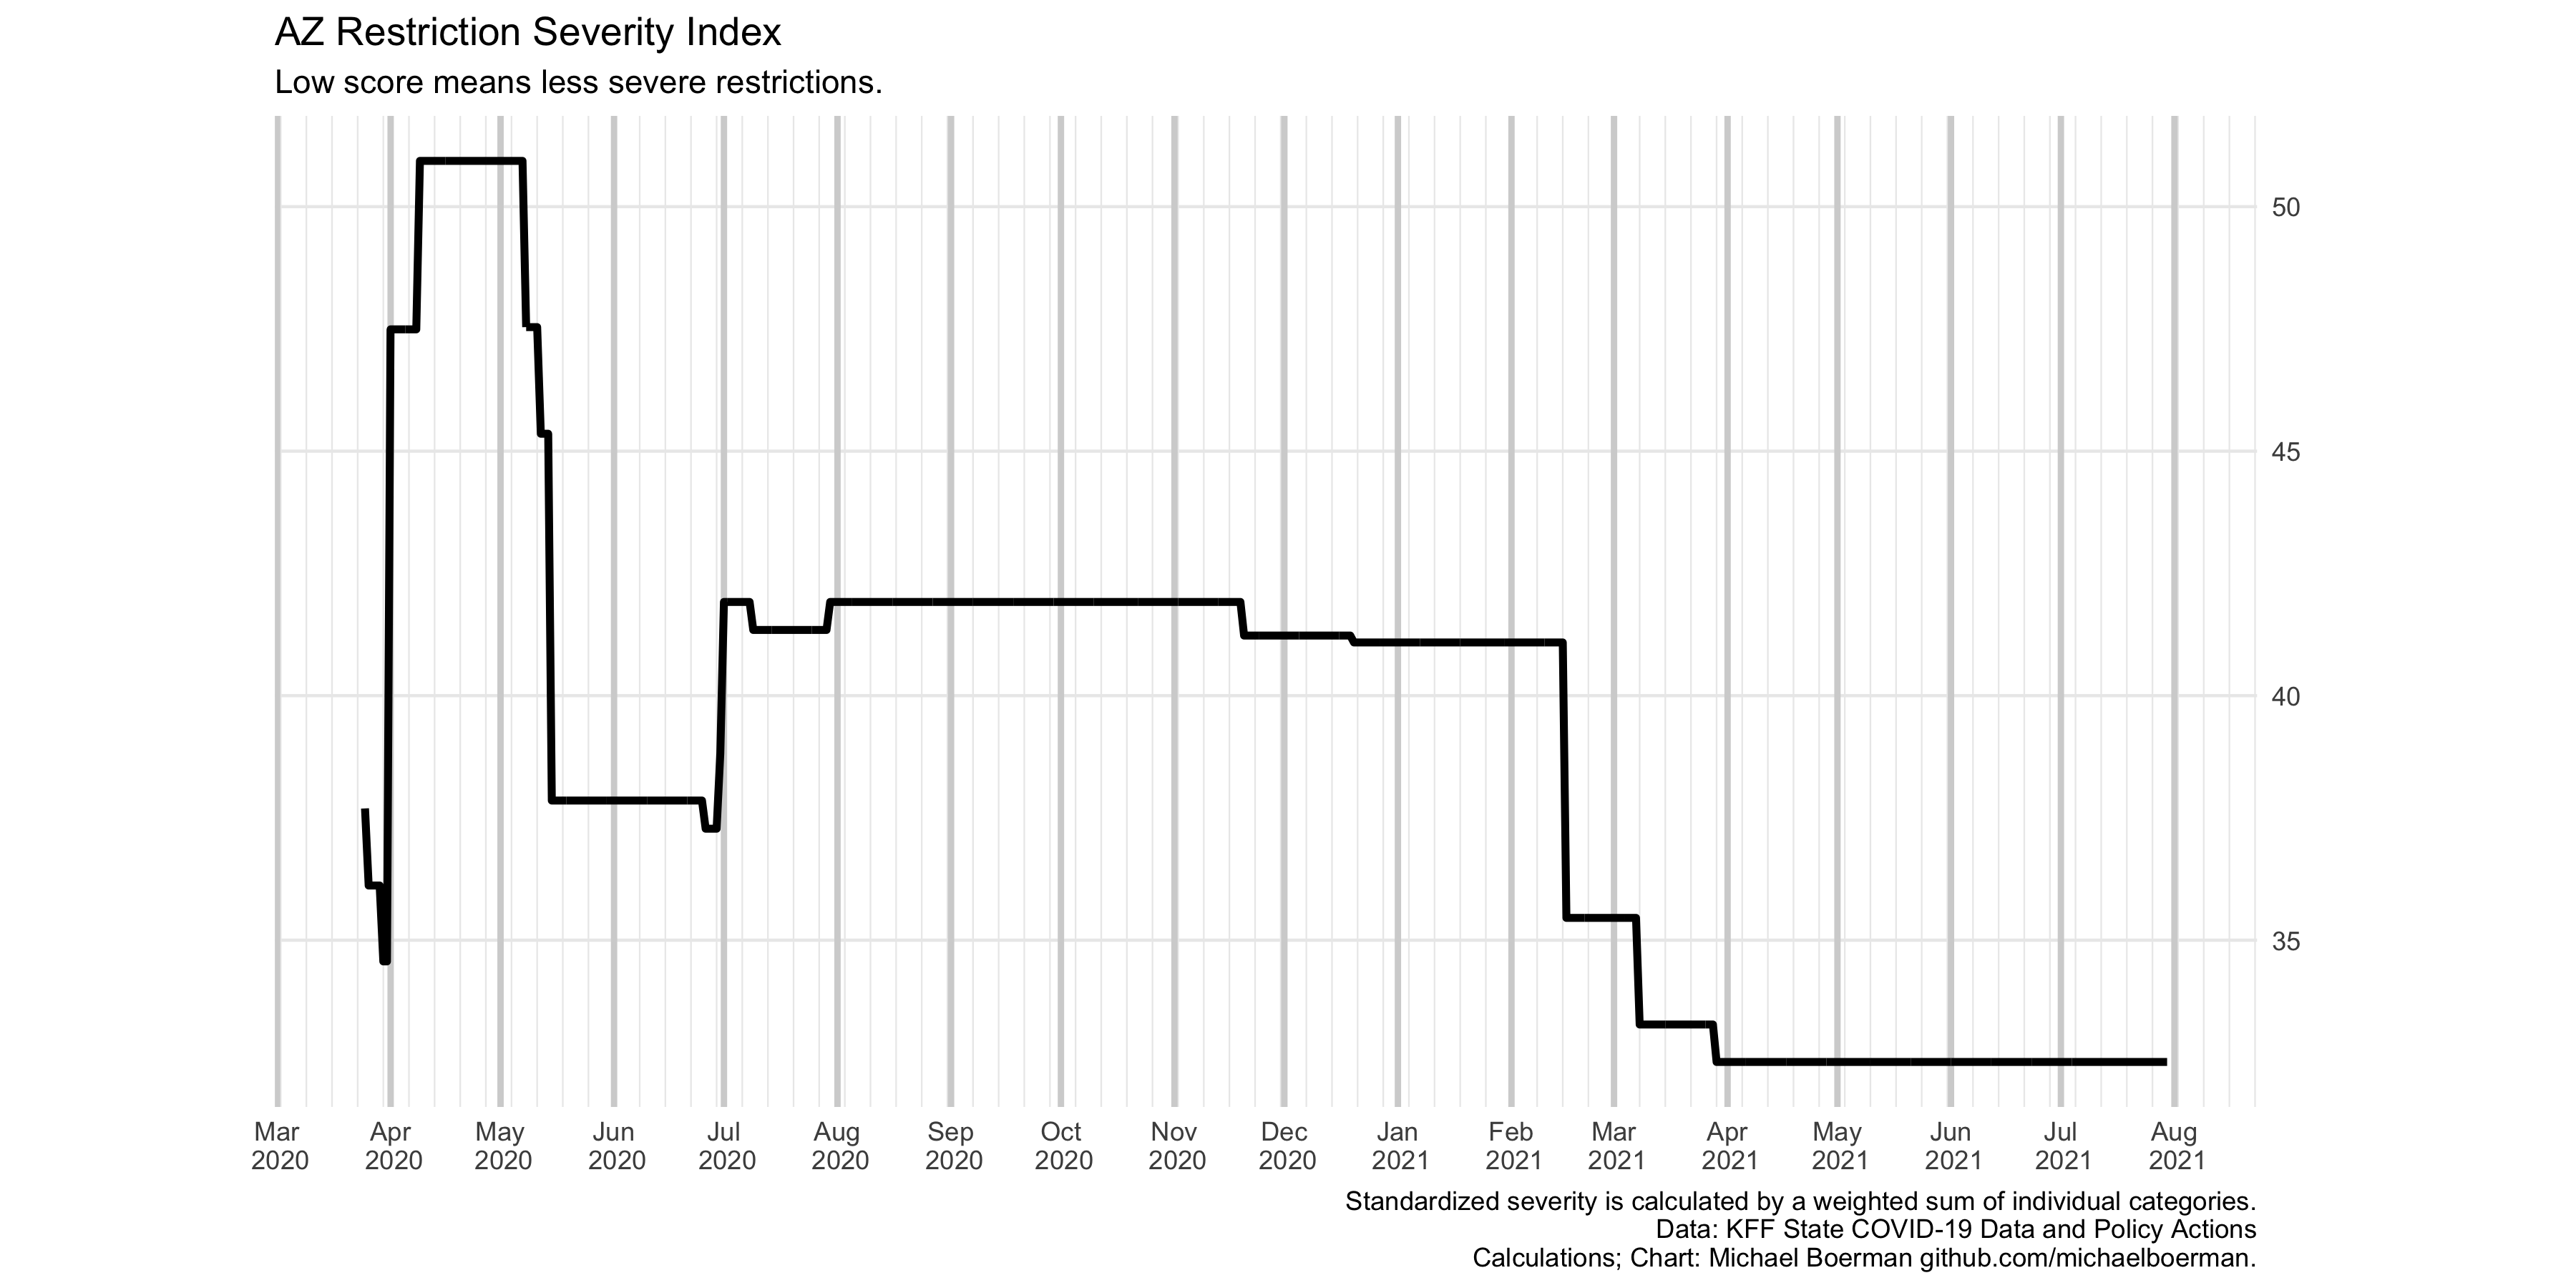 AZ Restriction Severity Index
Low score means less severe restrictions.
50
45
40
35
Mar Apr May Jun Jul Aug Sep Oct Nov Dec Jan Feb Mar Apr May Jun Jul Aug
2020 2020 2020 2020 2020 2020 2020 2020 2020 2020 2021 2021 2021 2021 2021 2021 2021 2021
Standardized severity is calculated by a weighted sum of individual categories.
Data: KFF State COVID-19 Data and Policy Actions
Calculations; Chart: Michael Boerman github.com/michaelboerman.